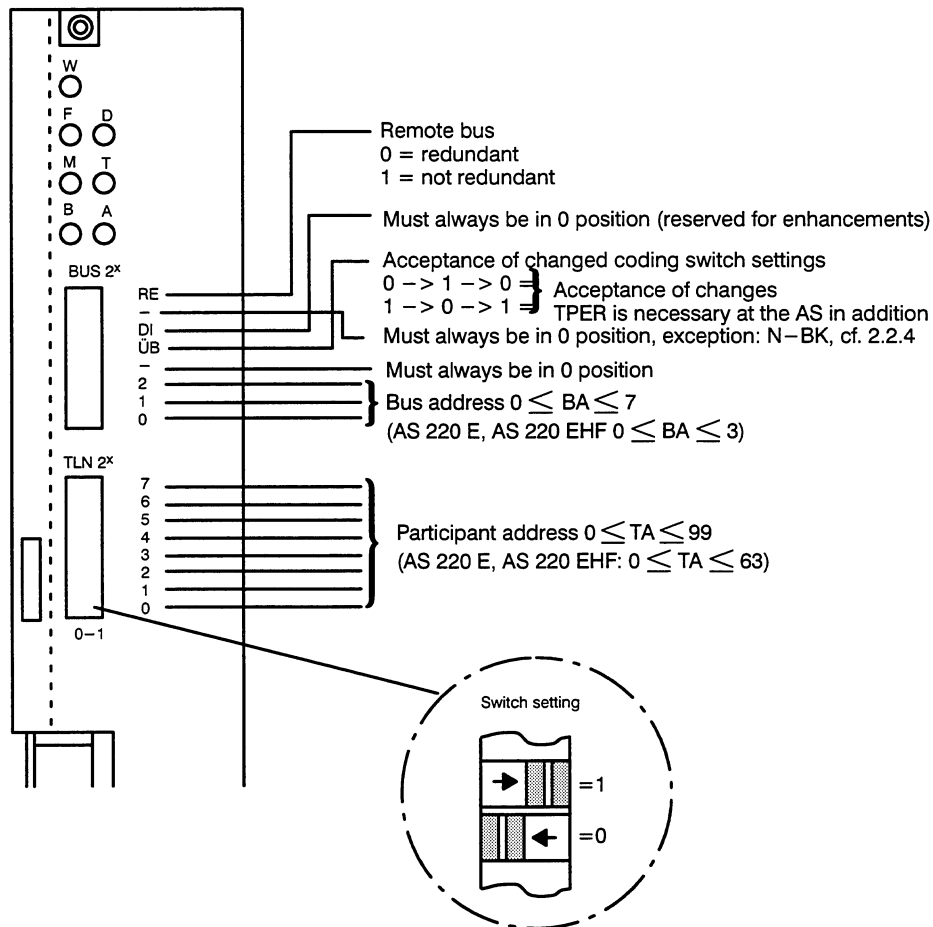 W
F D
M T
B A
BUS 2ˣ
RE
–
DI
ÜB
–
2
1
0
TLN 2ˣ
7
6
5
4
3
2
1
0
0–1
Remote bus
0 = redundant
1 = not redundant
Must always be in 0 position (reserved for enhancements)
Acceptance of changed coding switch settings
0 –> 1 –> 0 =
1 –> 0 –> 1 =
Acceptance of changes
TPER is necessary at the AS in addition
Must always be in 0 position, exception: N–BK, cf. 2.2.4
Must always be in 0 position
Bus address 0 ≤ BA ≤ 7
(AS 220 E, AS 220 EHF 0 ≤ BA ≤ 3)
Participant address 0 ≤ TA ≤ 99
(AS 220 E, AS 220 EHF: 0 ≤ TA ≤ 63)
Switch setting
=1
=0